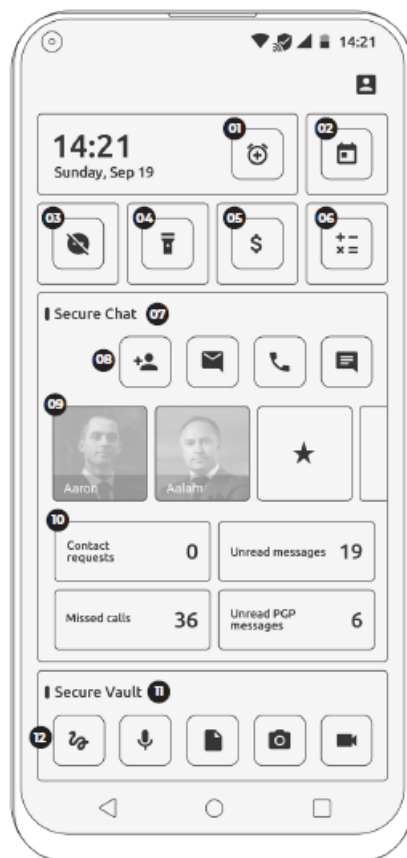 14:21
01
02
14:21
Sunday, Sep 19
03
04
05
06
$
Secure Chat 07
08
09
Aaron
Aalam
10
Contact requests 0
Unread messages 19
Missed calls 36
Unread PGP messages 6
Secure Vault 11
12